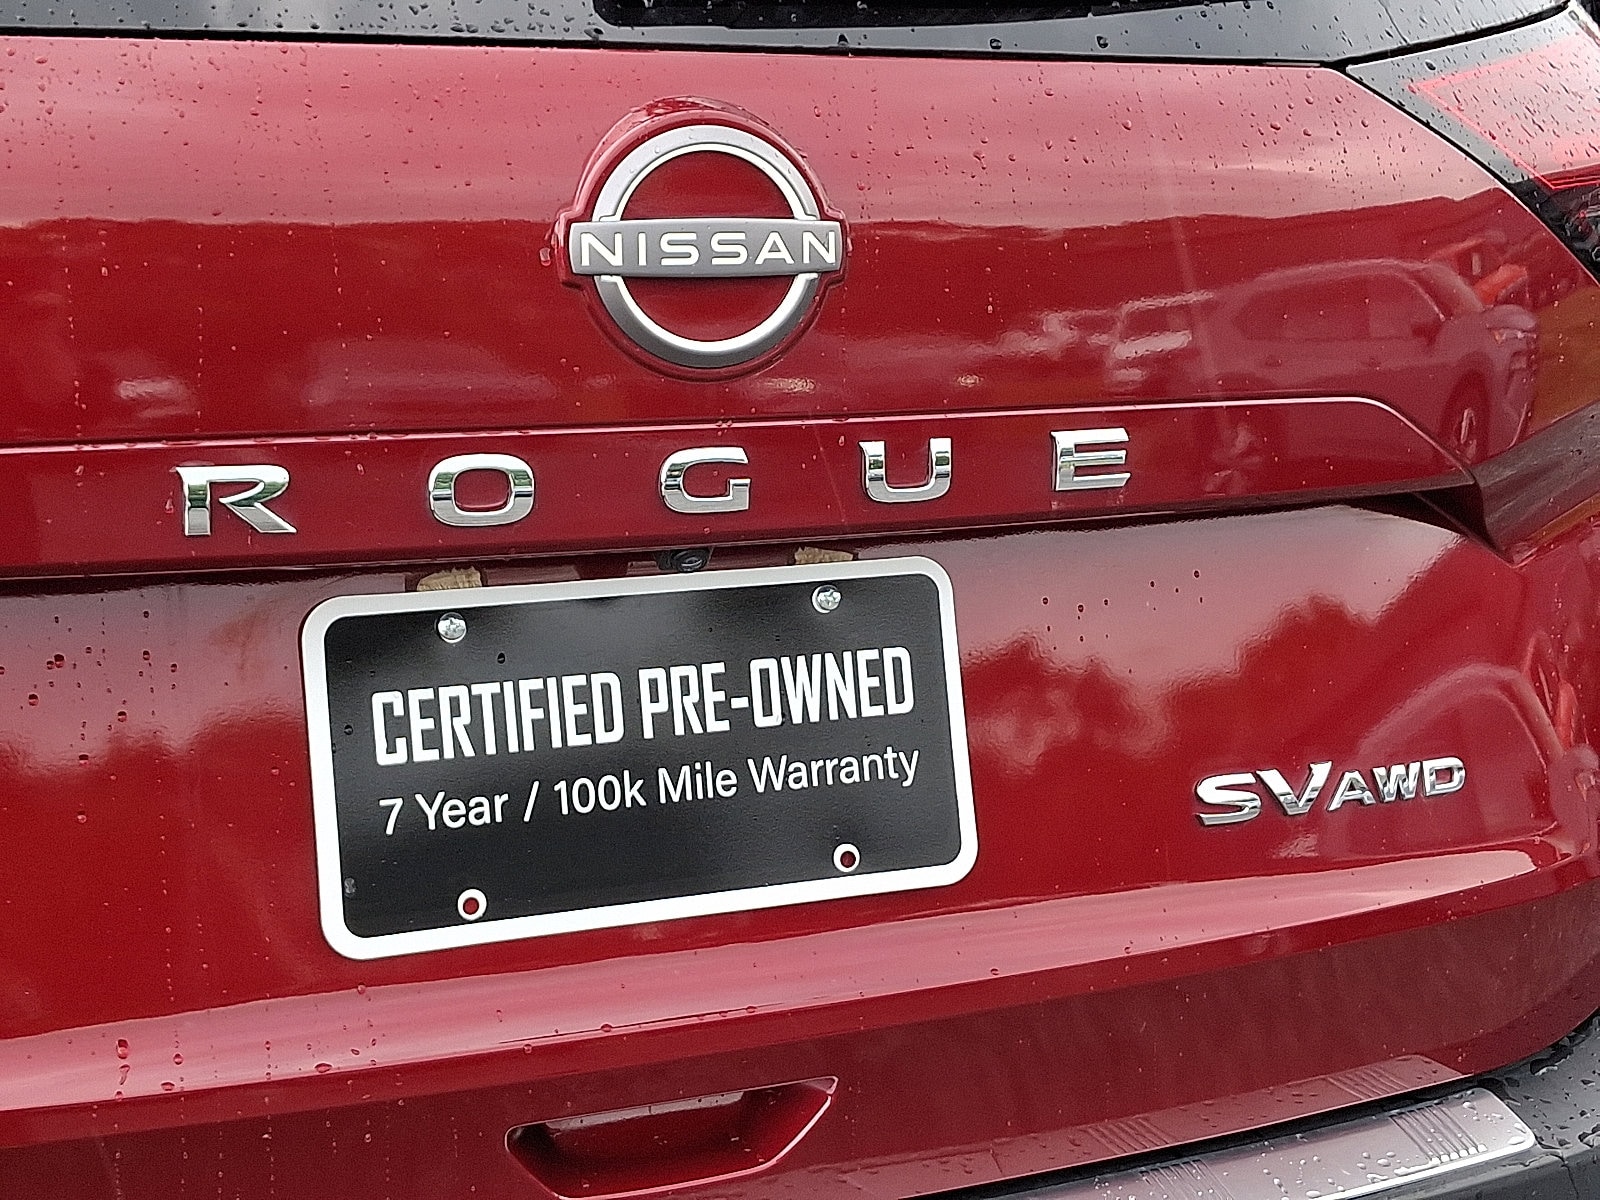 NISSAN
ROGUE
CERTIFIED PRE-OWNED
7 Year / 100k Mile Warranty
SV AWD